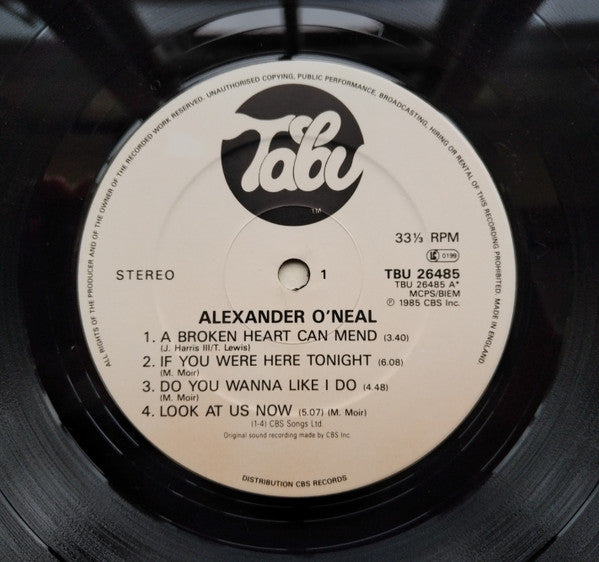 ALL RIGHTS OF THE PRODUCER AND OF THE OWNER OF THE RECORDED WORK RESERVED. UNAUTHORISED COPYING, PUBLIC PERFORMANCE, BROADCASTING, HIRING OR RENTAL OF THIS RECORDING PROHIBITED. MADE IN ENGLAND
Tabu
TM
33⅓ RPM
LC 0199
STEREO
1
TBU 26485
TBU 26485 A*
MCPS/BIEM
℗ 1985 CBS Inc.
ALEXANDER O'NEAL
1. A BROKEN HEART CAN MEND (3.40)
(J. Harris III/T. Lewis)
2. IF YOU WERE HERE TONIGHT (6.08)
(M. Moir)
3. DO YOU WANNA LIKE I DO (4.48)
(M. Moir)
4. LOOK AT US NOW (5.07) (M. Moir)
(1-4) CBS Songs Ltd.
Original sound recording made by CBS Inc.
DISTRIBUTION CBS RECORDS